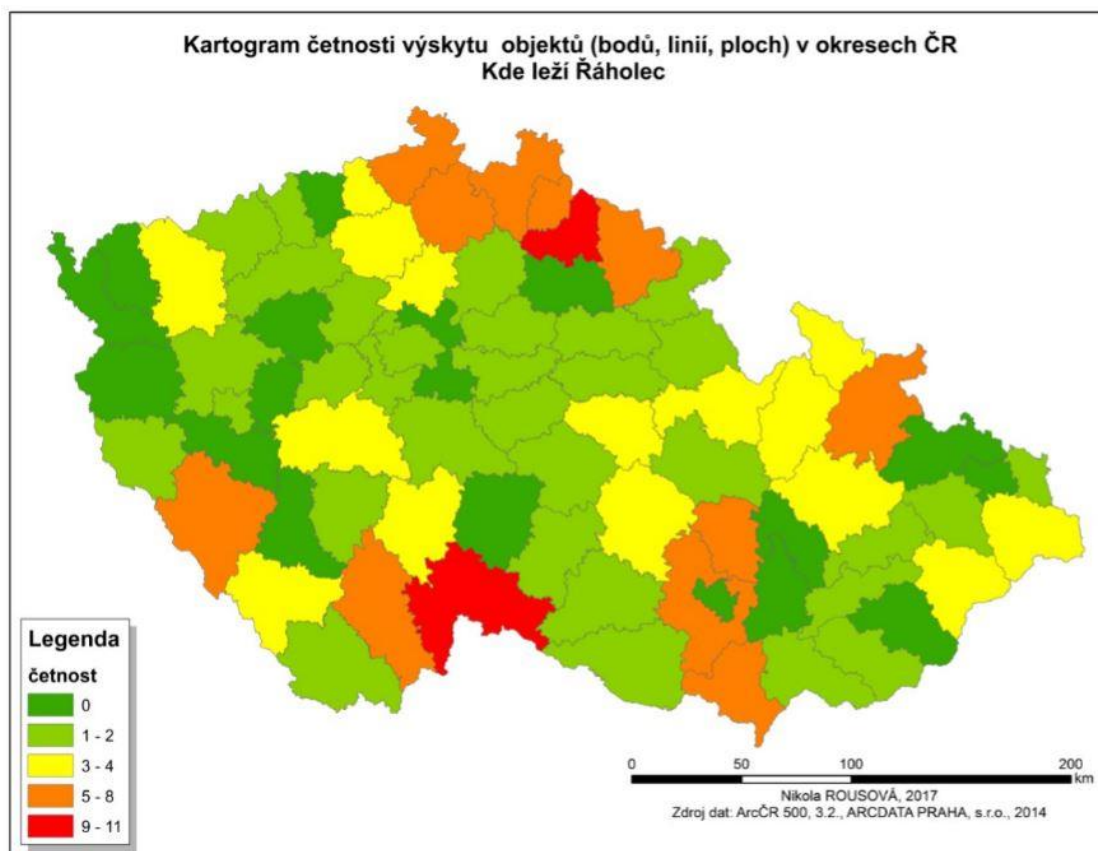 Kartogram četnosti výskytu objektů (bodů, linií, ploch) v okresech ČR
Kde leží Řáholec
Legenda
četnost
0
1 - 2
3 - 4
5 - 8
9 - 11
0 50 100 200
km
Nikola ROUSOVÁ, 2017
Zdroj dat: ArcČR 500, 3.2., ARCDATA PRAHA, s.r.o., 2014